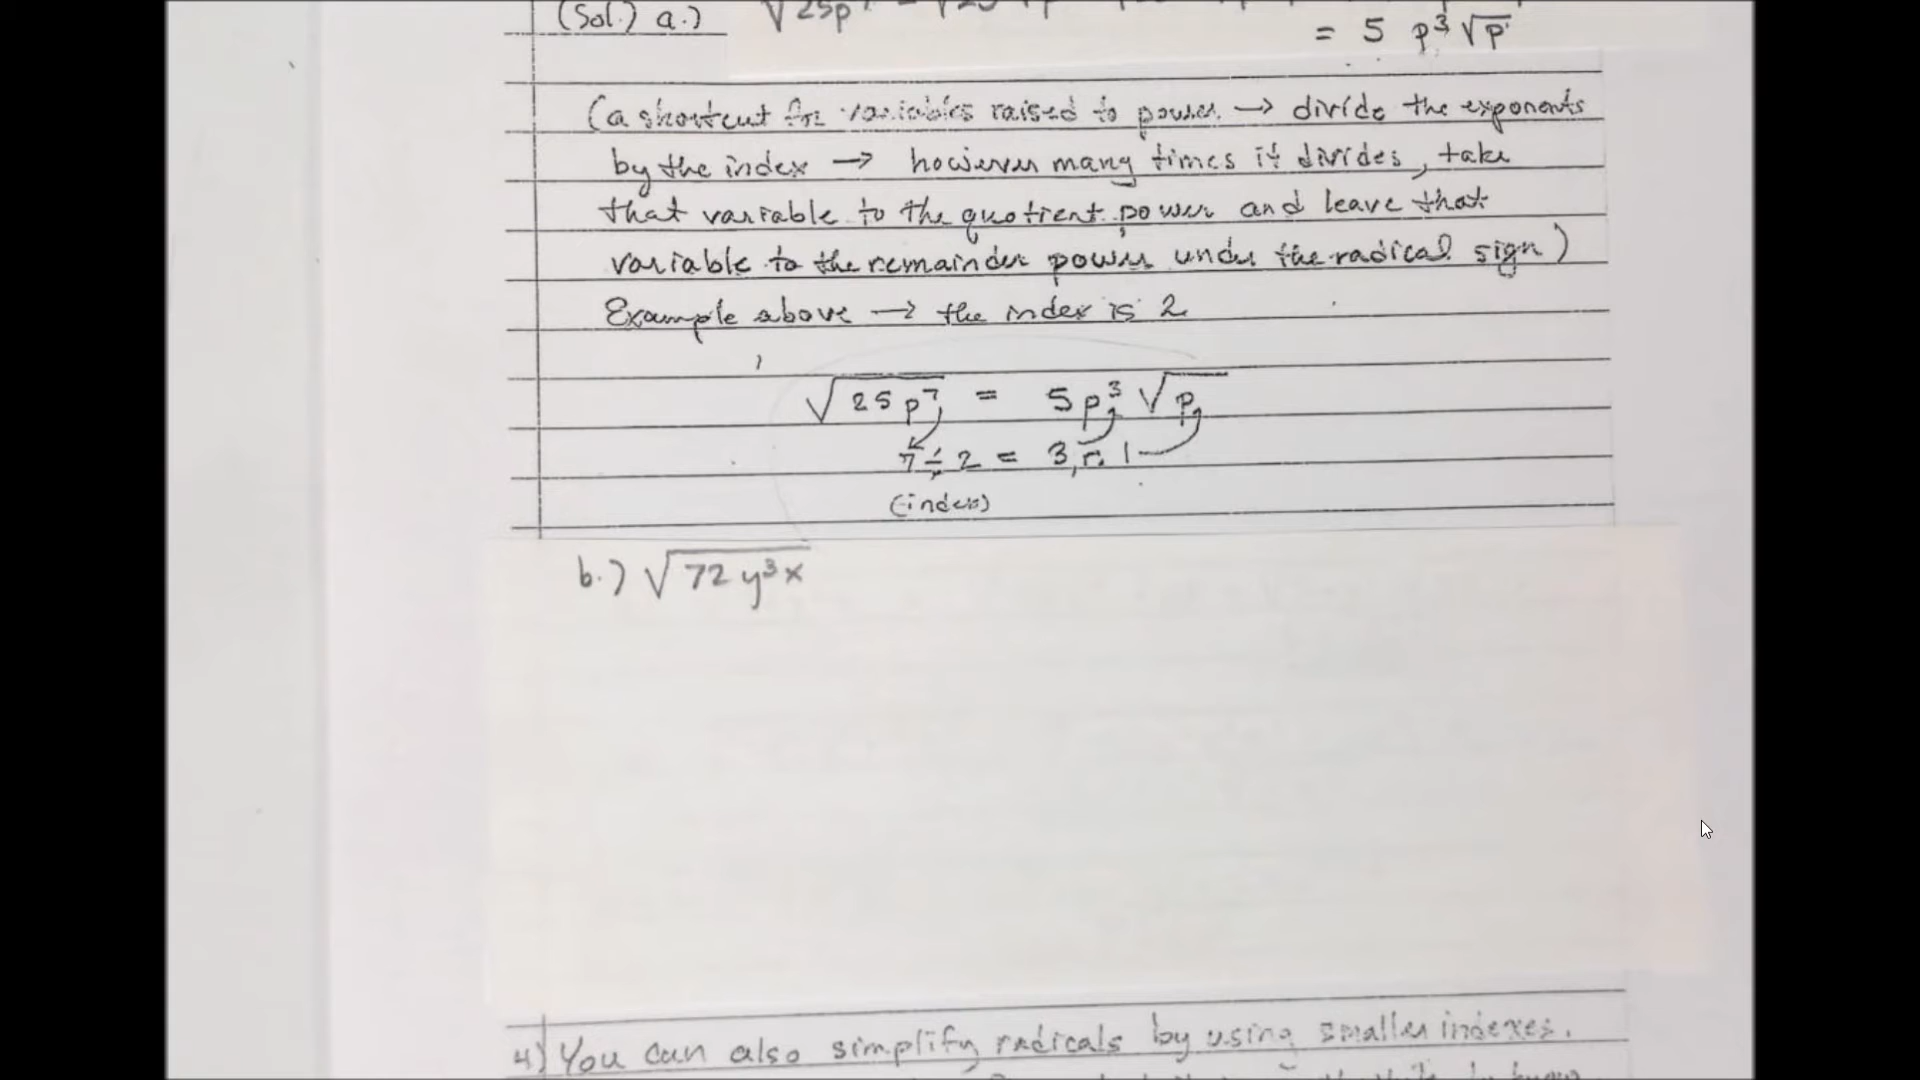 (Sol.) a.) √25p⁷
= 5 p³√p
(a shortcut for variables raised to power → divide the exponents
by the index → however many times it divides, take
that variable to the quotient power and leave that
variable to the remainder power under the radical sign)
Example above → the index is 2
√25p⁷ = 5p³√p
7 ÷ 2 = 3, r. 1
(index)
b.) √72y³x
4) You can also simplify radicals by using smaller indexes.